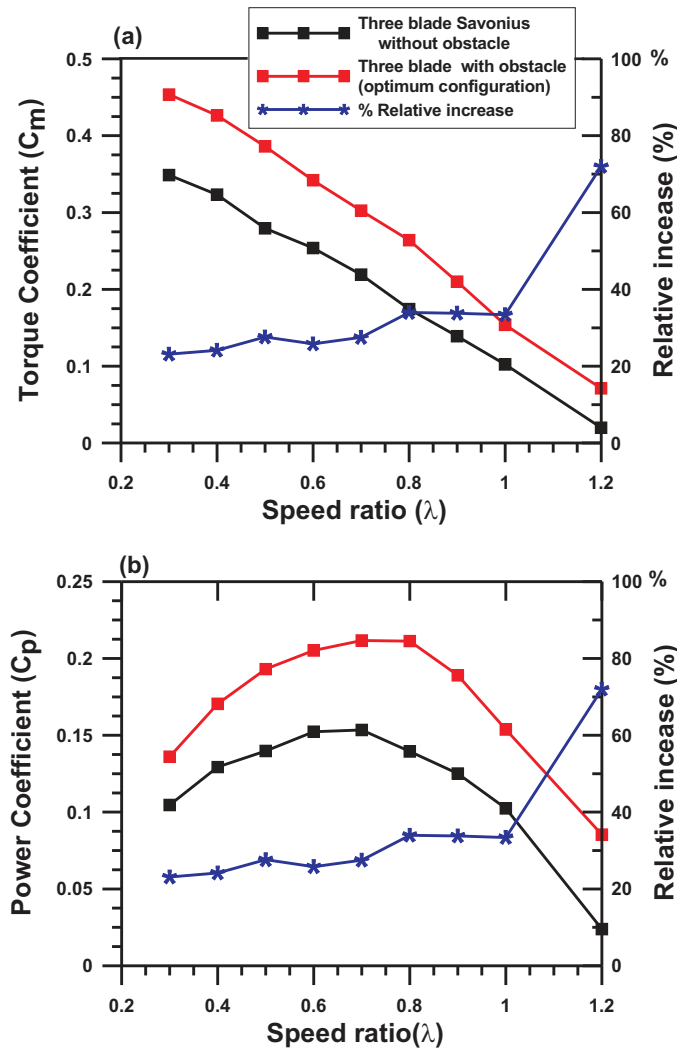 (a)
Three blade Savonius
without obstacle
Three blade with obstacle
(optimum configuration)
% Relative increase
0.5
0.4
0.3
0.2
0.1
0
Torque Coefficient (Cm)
100 %
80
60
40
20
0
Relative incease (%)
0.2 0.4 0.6 0.8 1 1.2
Speed ratio (λ)
(b)
0.25
0.2
0.15
0.1
0.05
0
Power Coefficient (Cp)
100 %
80
60
40
20
0
Relative incease (%)
0.2 0.4 0.6 0.8 1 1.2
Speed ratio(λ)